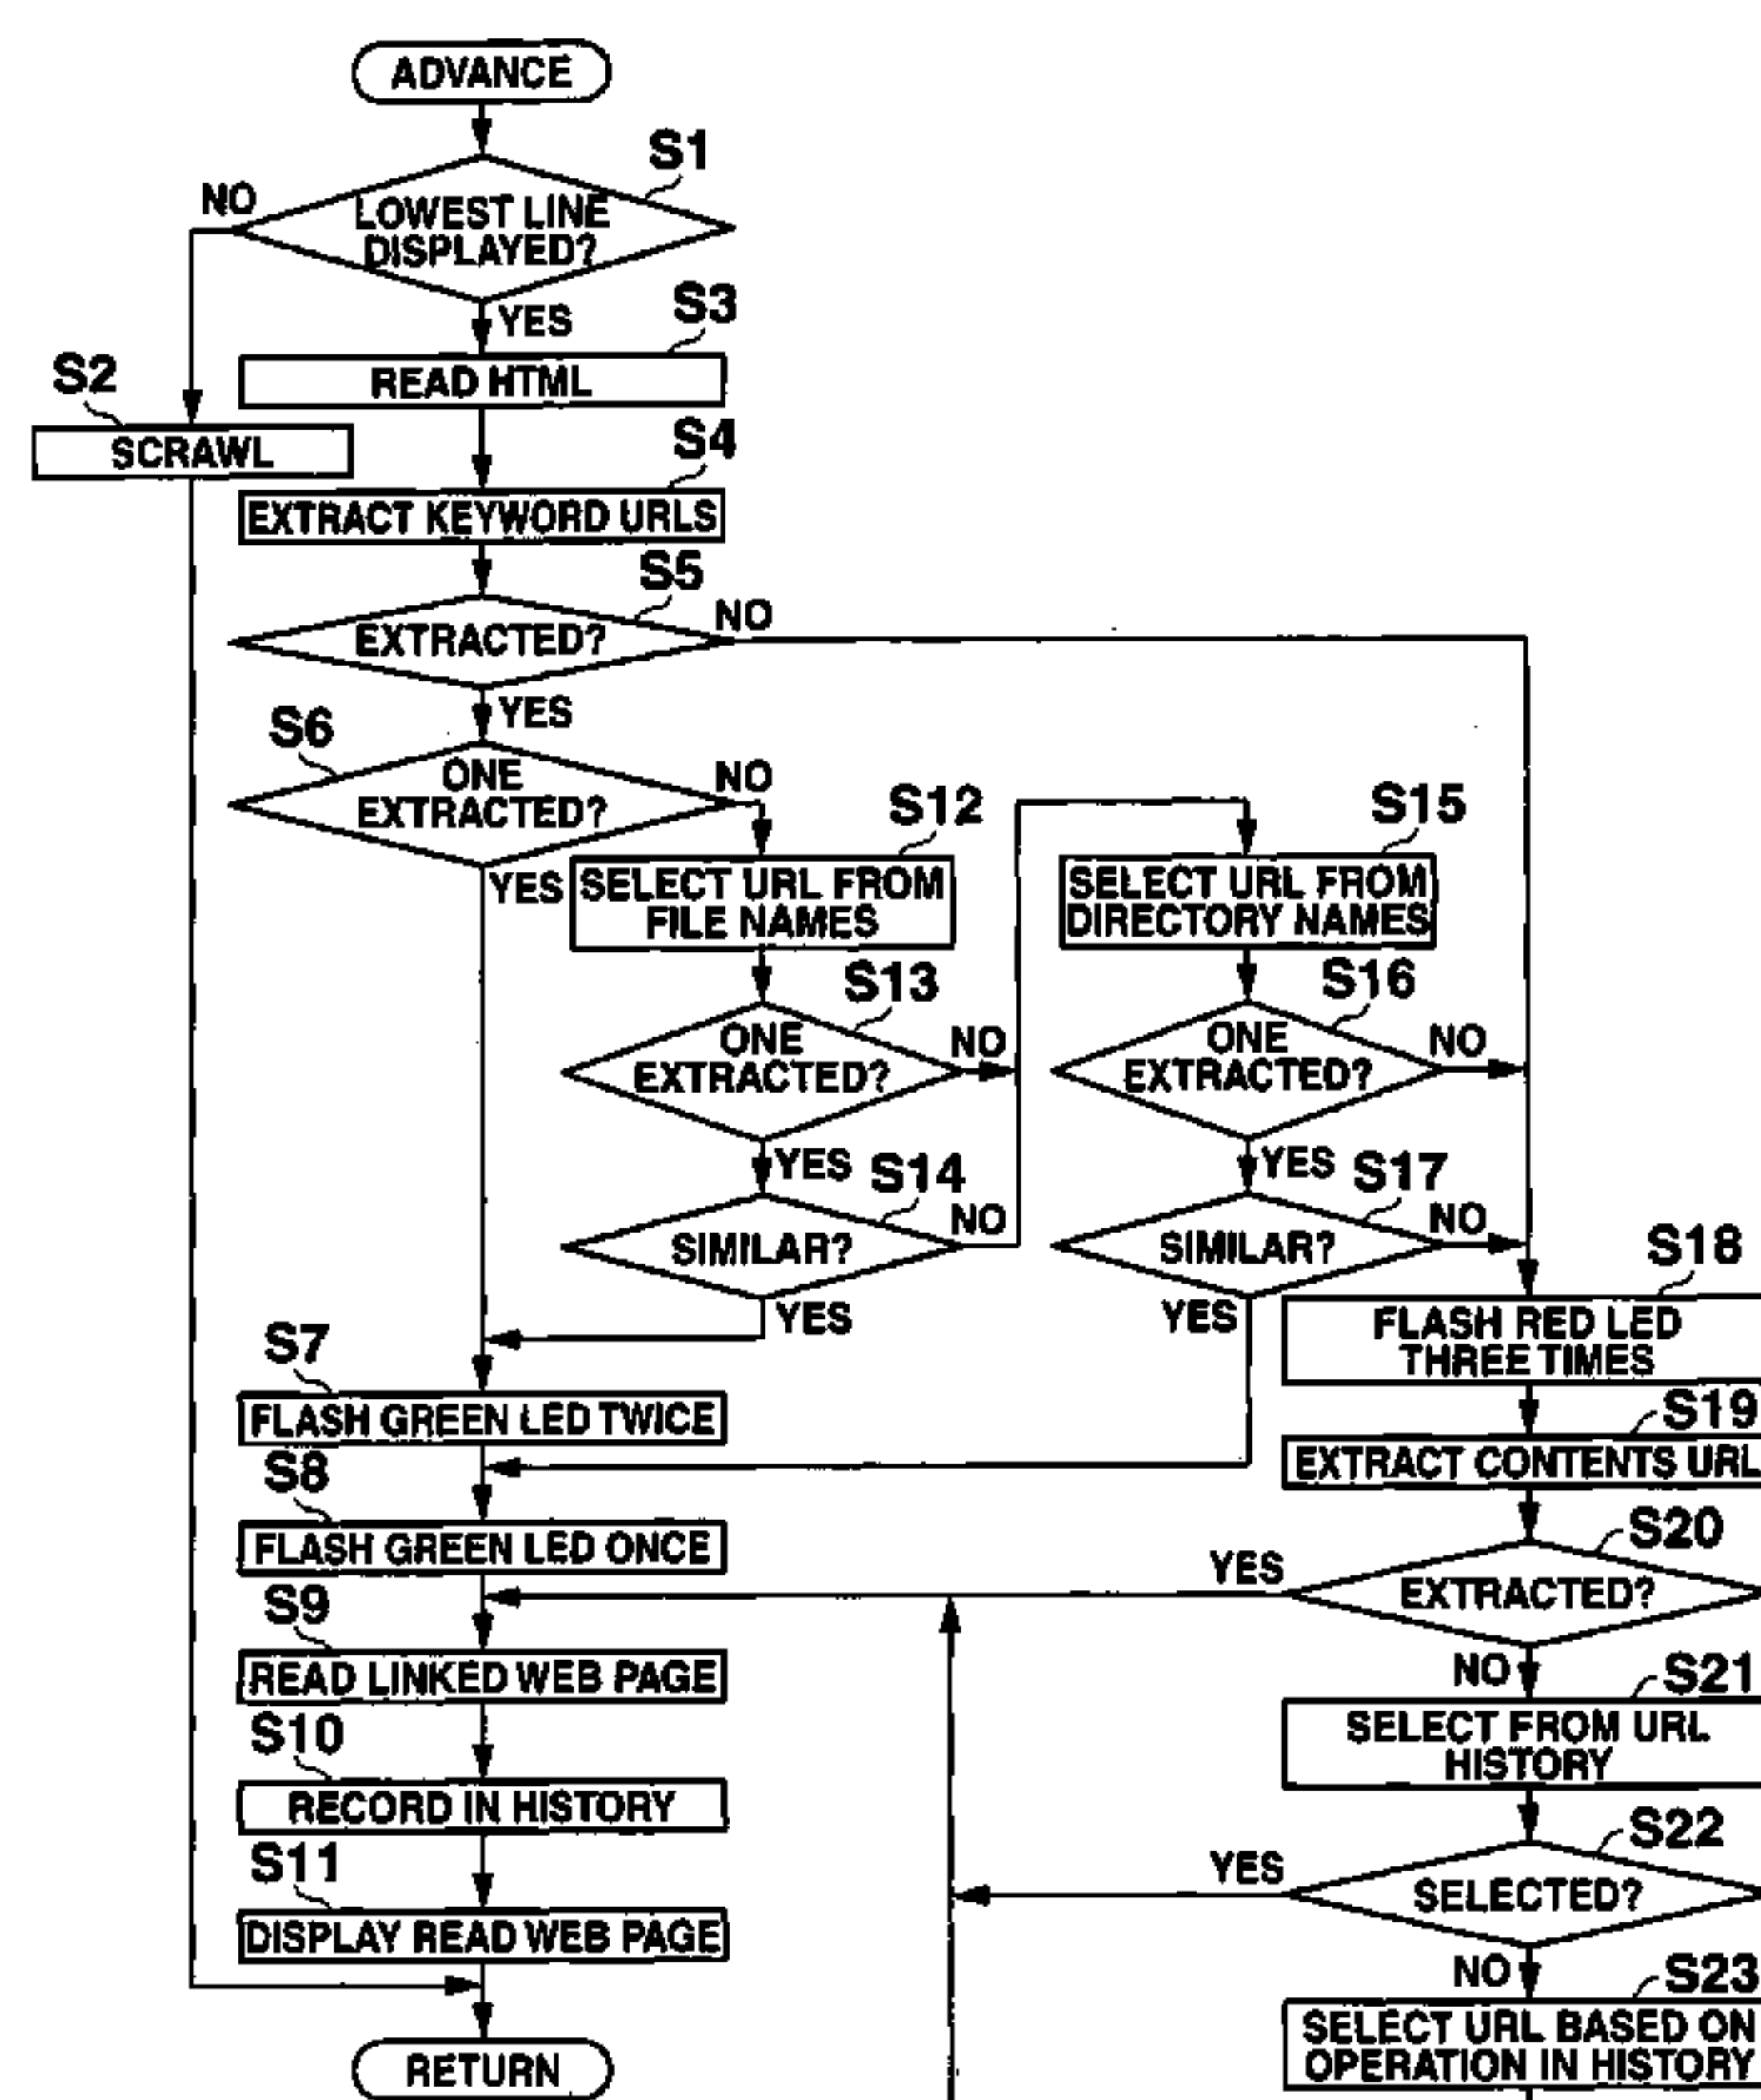 ADVANCE
S1
NO
LOWEST LINE
DISPLAYED?
YES
S3
READ HTML
S2
SCRAWL
S4
EXTRACT KEYWORD URLS
S5
EXTRACTED?
NO
YES
S6
ONE
EXTRACTED?
NO
YES
S12
SELECT URL FROM
FILE NAMES
S13
ONE
EXTRACTED?
NO
YES
S14
SIMILAR?
NO
YES
S15
SELECT URL FROM
DIRECTORY NAMES
S16
ONE
EXTRACTED?
NO
YES
S17
SIMILAR?
NO
YES
S7
FLASH GREEN LED TWICE
S8
FLASH GREEN LED ONCE
S9
READ LINKED WEB PAGE
S10
RECORD IN HISTORY
S11
DISPLAY READ WEB PAGE
RETURN
S18
FLASH RED LED
THREE TIMES
S19
EXTRACT CONTENTS URL
S20
EXTRACTED?
YES
NO
S21
SELECT FROM URL
HISTORY
S22
SELECTED?
YES
NO
S23
SELECT URL BASED ON
OPERATION IN HISTORY